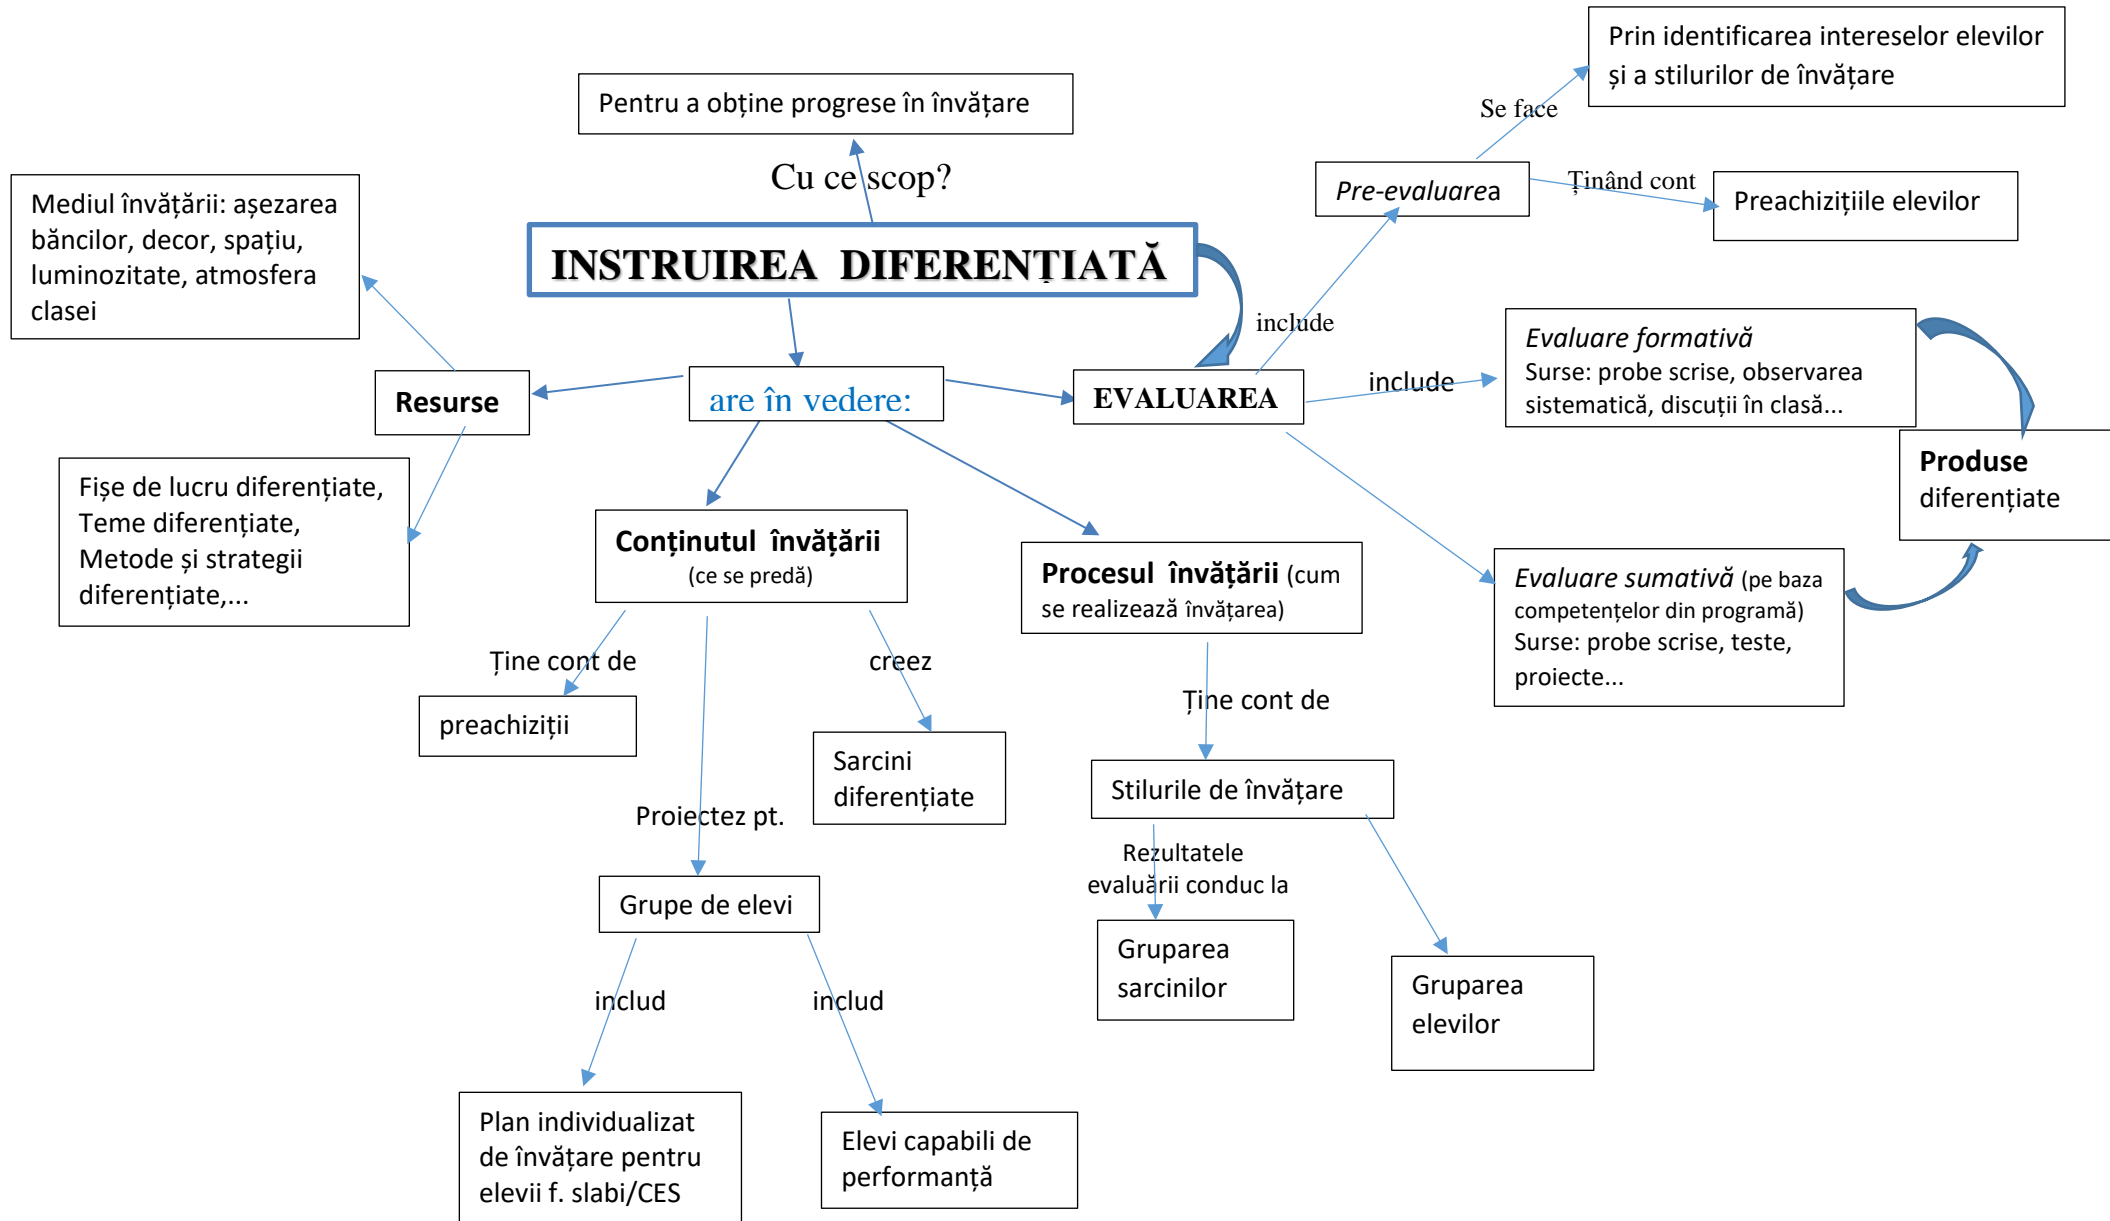 Prin identificarea intereselor elevilor
și a stilurilor de învățare
Pentru a obține progrese în învățare
Se face
Cu ce scop?
Pre-evaluarea
Ținând cont
Preachizițiile elevilor
Mediul învățării: așezarea
băncilor, decor, spațiu,
luminozitate, atmosfera
clasei
INSTRUIREA DIFERENȚIATĂ
include
Evaluare formativă
Surse: probe scrise, observarea
sistematică, discuții în clasă...
include
Resurse
are în vedere:
EVALUAREA
Produse
diferențiate
Fișe de lucru diferențiate,
Teme diferențiate,
Metode și strategii
diferențiate,...
Conținutul învățării
(ce se predă)
Procesul învățării (cum
se realizează învățarea)
Evaluare sumativă (pe baza
competențelor din programă)
Surse: probe scrise, teste,
proiecte...
Ține cont de
creez
preachiziții
Ține cont de
Sarcini
diferențiate
Stilurile de învățare
Proiectez pt.
Rezultatele
evaluării conduc la
Grupe de elevi
Gruparea
sarcinilor
Gruparea
elevilor
includ
includ
Plan individualizat
de învățare pentru
elevii f. slabi/CES
Elevi capabili de
performanță